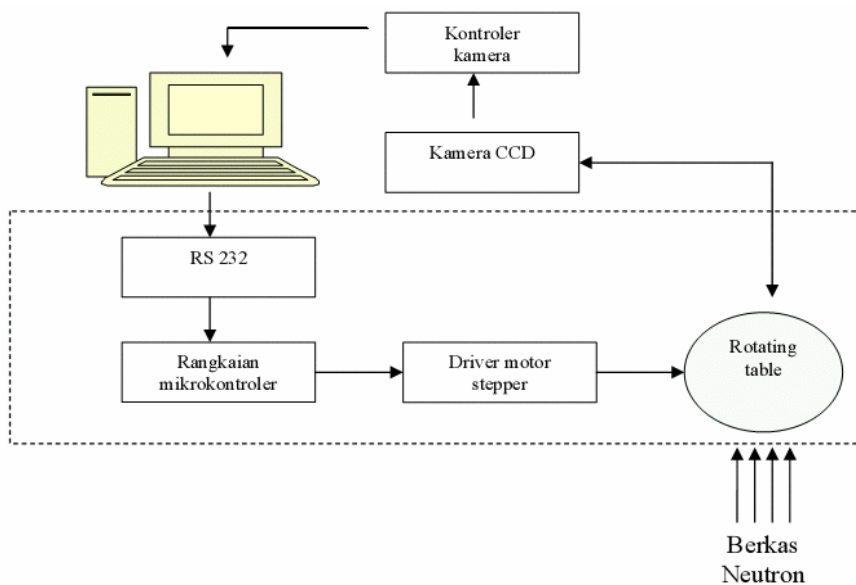 Kontroler
kamera
Kamera CCD
RS 232
Rangkaian
mikrokontroler
Driver motor
stepper
Rotating
table
Berkas
Neutron